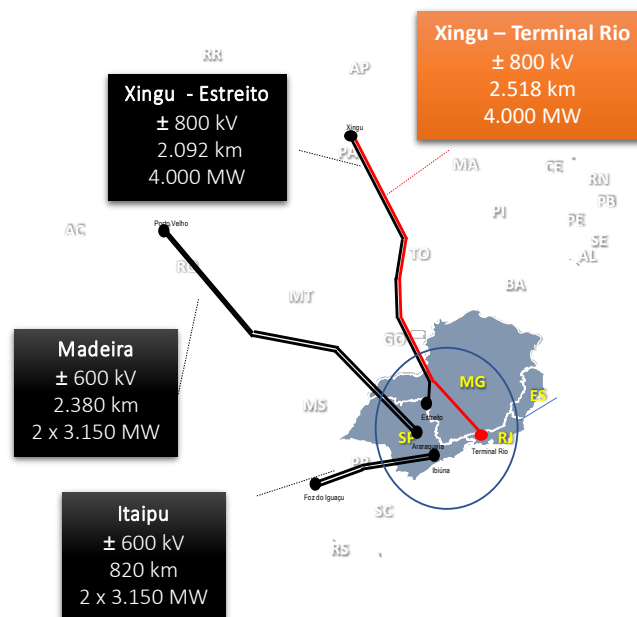 Xingu – Terminal Rio
± 800 kV
2.518 km
4.000 MW
RR
AP
Xingu - Estreito
± 800 kV
2.092 km
4.000 MW
Xingu
PA
MA
CE
RN
PB
PI
PE
SE
AL
AC
Porto Velho
RO
TO
BA
MT
GO
Madeira
± 600 kV
2.380 km
2 x 3.150 MW
MG
ES
MS
Estreito
SP
RJ
Araraquara
Terminal Rio
Ibiúna
PR
Foz do Iguaçu
SC
RS
Itaipu
± 600 kV
820 km
2 x 3.150 MW